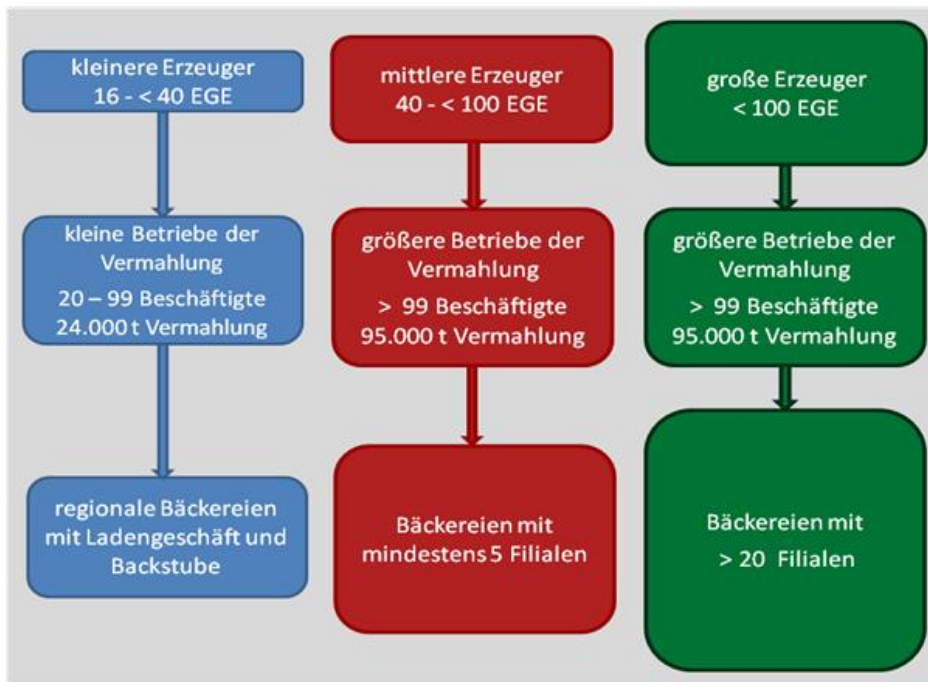 kleinere Erzeuger
16 - < 40 EGE
kleine Betriebe der
Vermahlung
20 – 99 Beschäftigte
24.000 t Vermahlung
regionale Bäckereien
mit Ladengeschäft und
Backstube
mittlere Erzeuger
40 - < 100 EGE
größere Betriebe der
Vermahlung
> 99 Beschäftigte
95.000 t Vermahlung
Bäckereien mit
mindestens 5 Filialen
große Erzeuger
< 100 EGE
größere Betriebe der
Vermahlung
> 99 Beschäftigte
95.000 t Vermahlung
Bäckereien mit
> 20 Filialen